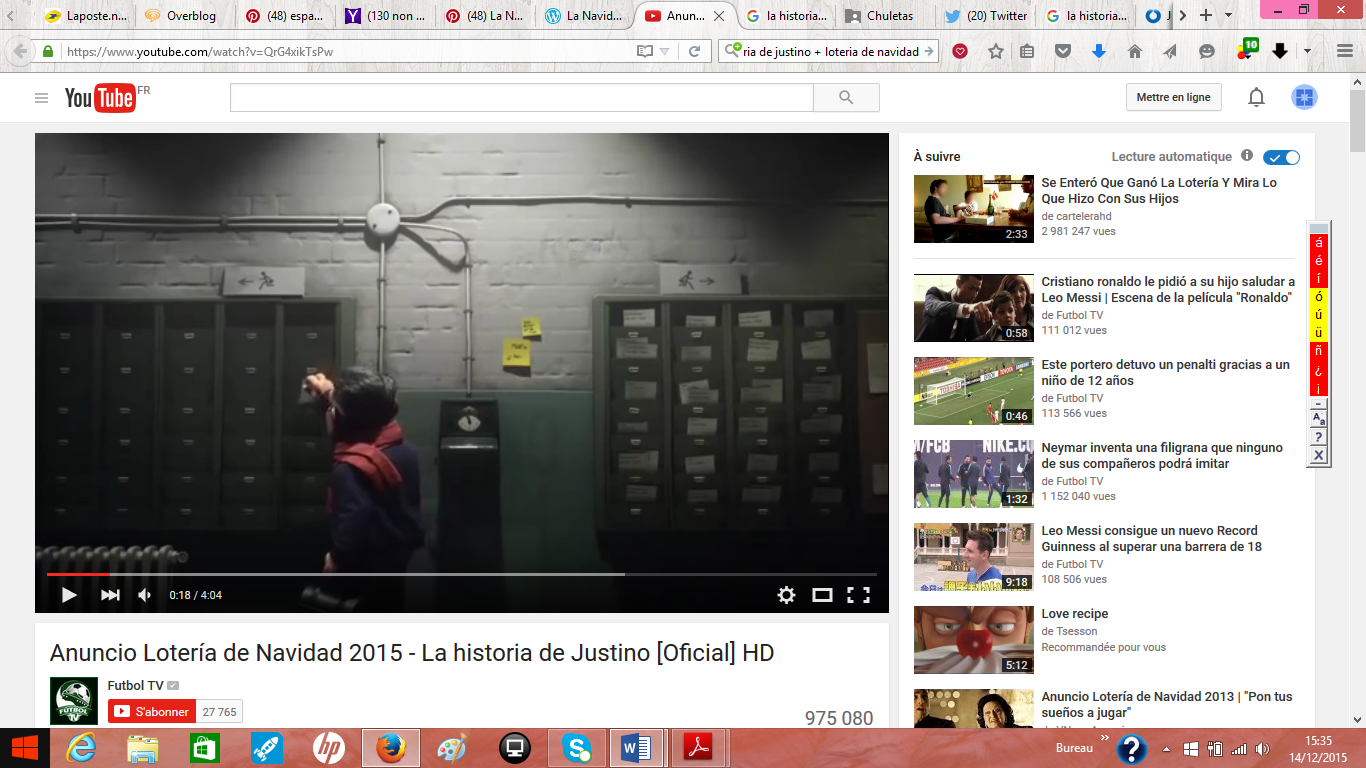 Laposte.n...
Overblog
(48) espa...
(130 non ...
(48) La N...
La Navid...
Anun...
la historia...
Chuletas
(20) Twitter
la historia...
https://www.youtube.com/watch?v=QrG4xikTsPw
ria de justino + loteria de navidad
10
YouTube FR
Mettre en ligne
0:18 / 4:04
Anuncio Lotería de Navidad 2015 - La historia de Justino [Oficial] HD
FUTBOL TV
Futbol TV
S'abonner
27 765
975 080
À suivre
Lecture automatique
2:33
Se Enteró Que Ganó La Lotería Y Mira Lo
Que Hizo Con Sus Hijos
de cartelerahd
2 981 247 vues
0:58
Cristiano ronaldo le pidió a su hijo saludar a
Leo Messi | Escena de la película "Ronaldo"
de Futbol TV
111 012 vues
0:46
Este portero detuvo un penalti gracias a un
niño de 12 años
de Futbol TV
113 566 vues
1:32
Neymar inventa una filigrana que ninguno
de sus compañeros podrá imitar
de Futbol TV
1 152 040 vues
9:18
Leo Messi consigue un nuevo Record
Guinness al superar una barrera de 18
de Futbol TV
108 506 vues
5:12
Love recipe
de Tsesson
Recommandée pour vous
Anuncio Lotería de Navidad 2013 | "Pon tus
sueños a jugar"
á
é
í
ó
ú
ü
ñ
¿
¡
-
Aa
?
X
hp
Bureau
15:35
14/12/2015